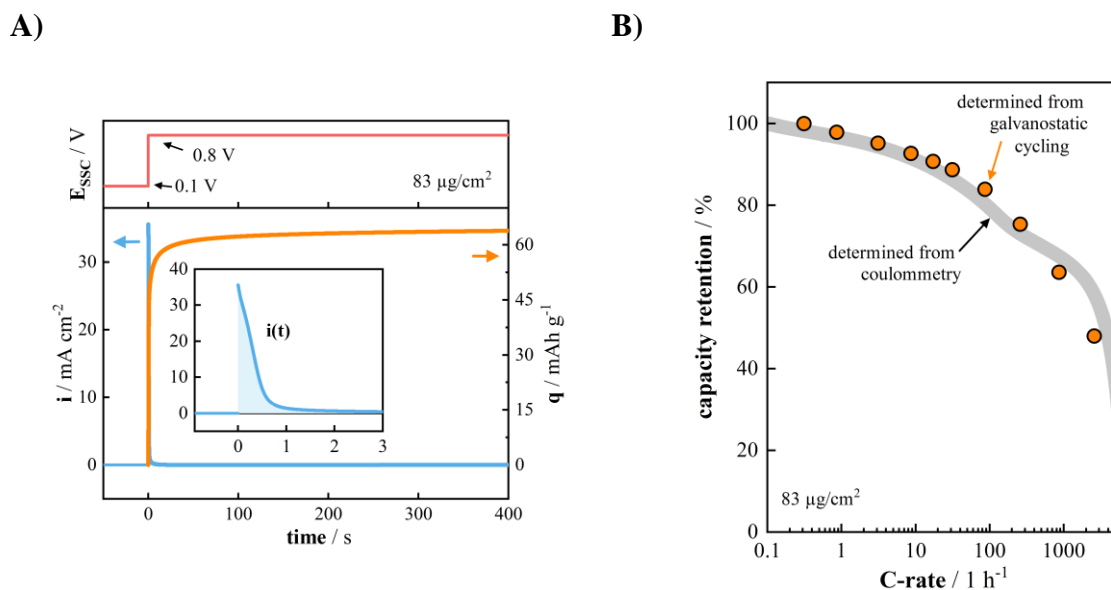 A)
B)
E_SSC / V
0.8 V
0.1 V
83 µg/cm²
i / mA cm⁻²
30
20
10
0
q / mAh g⁻¹
60
45
30
15
0
40
30
20
10
0
i(t)
0 1 2 3
0 100 200 300 400
time / s
capacity retention / %
100
80
60
40
20
0
determined from
galvanostatic
cycling
determined from
coulommetry
83 µg/cm²
0.1 1 10 100 1000
C-rate / 1 h⁻¹